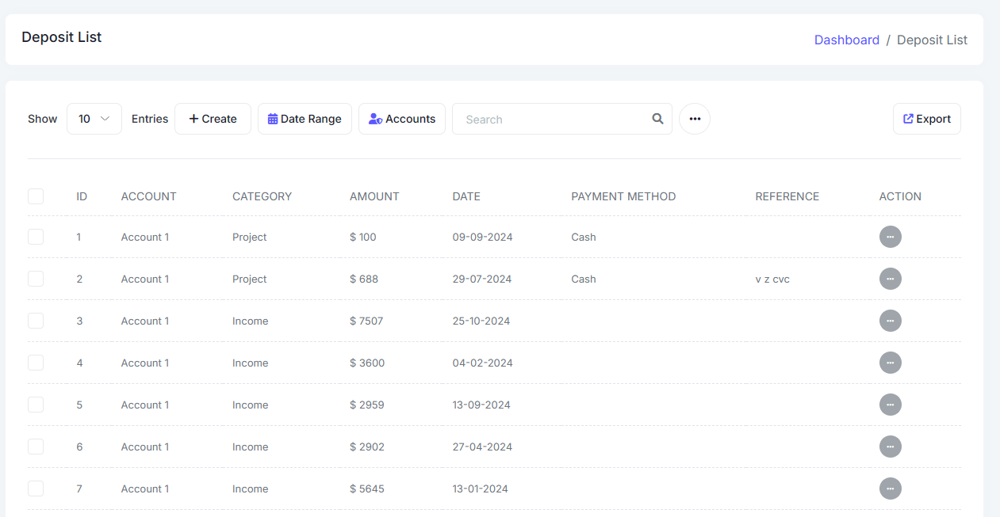 Deposit List
Dashboard / Deposit List
Show 10 Entries Create Date Range Accounts Search Export
ID ACCOUNT CATEGORY AMOUNT DATE PAYMENT METHOD REFERENCE ACTION
1 Account 1 Project $ 100 09-09-2024 Cash
2 Account 1 Project $ 688 29-07-2024 Cash v z cvc
3 Account 1 Income $ 7507 25-10-2024
4 Account 1 Income $ 3600 04-02-2024
5 Account 1 Income $ 2959 13-09-2024
6 Account 1 Income $ 2902 27-04-2024
7 Account 1 Income $ 5645 13-01-2024